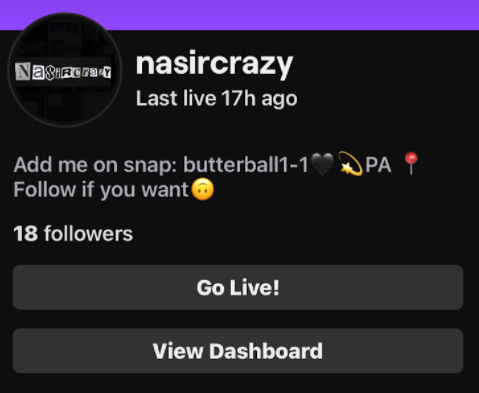 NaSirCrazy
nasircrazy
Last live 17h ago
Add me on snap: butterball1-1🖤💫PA 📍
Follow if you want🙃
18 followers
Go Live!
View Dashboard